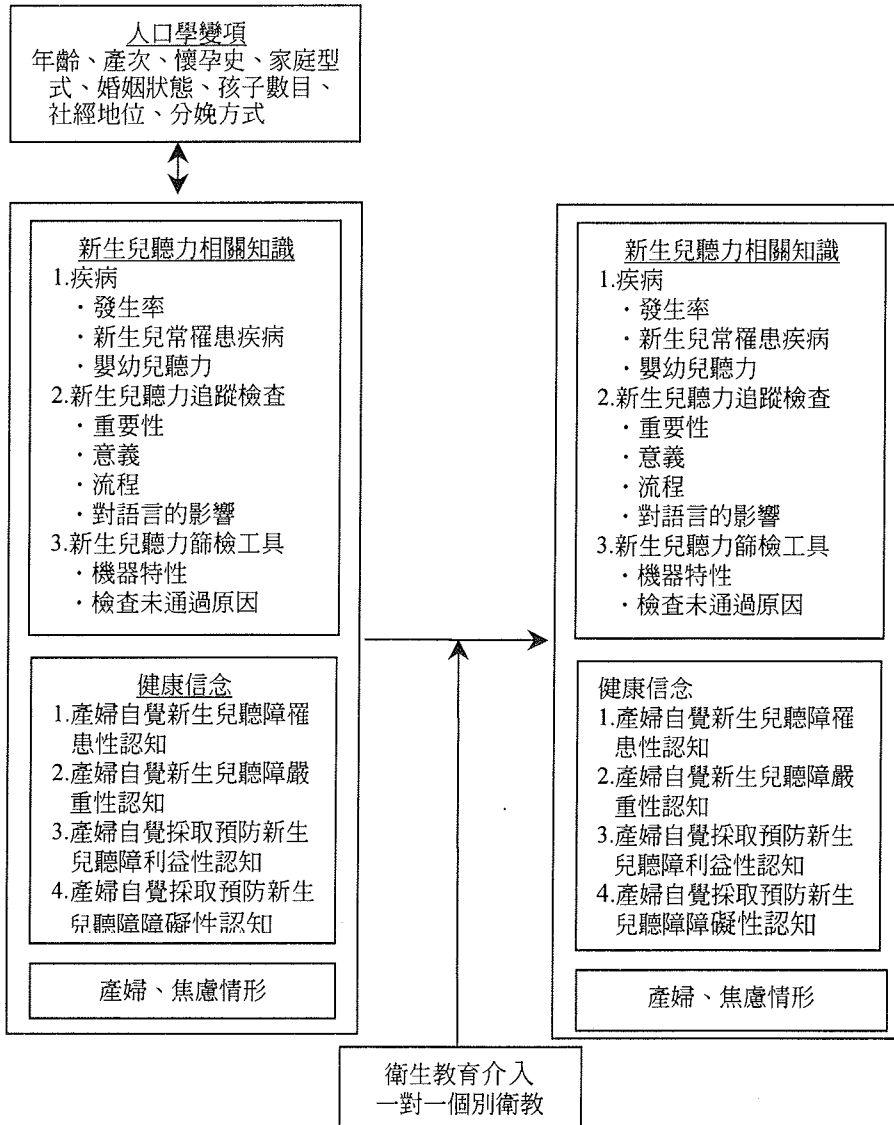 人口學變項
年齡、產次、懷孕史、家庭型
式、婚姻狀態、孩子數目、
社經地位、分娩方式
新生兒聽力相關知識
1.疾病
・發生率
・新生兒常罹患疾病
・嬰幼兒聽力
2.新生兒聽力追蹤檢查
・重要性
・意義
・流程
・對語言的影響
3.新生兒聽力篩檢工具
・機器特性
・檢查未通過原因
健康信念
1.產婦自覺新生兒聽障罹
患性認知
2.產婦自覺新生兒聽障嚴
重性認知
3.產婦自覺採取預防新生
兒聽障利益性認知
4.產婦自覺採取預防新生
兒聽障障礙性認知
產婦、焦慮情形
新生兒聽力相關知識
1.疾病
・發生率
・新生兒常罹患疾病
・嬰幼兒聽力
2.新生兒聽力追蹤檢查
・重要性
・意義
・流程
・對語言的影響
3.新生兒聽力篩檢工具
・機器特性
・檢查未通過原因
健康信念
1.產婦自覺新生兒聽障罹
患性認知
2.產婦自覺新生兒聽障嚴
重性認知
3.產婦自覺採取預防新生
兒聽障利益性認知
4.產婦自覺採取預防新生
兒聽障障礙性認知
產婦、焦慮情形
衛生教育介入
一對一個別衛教